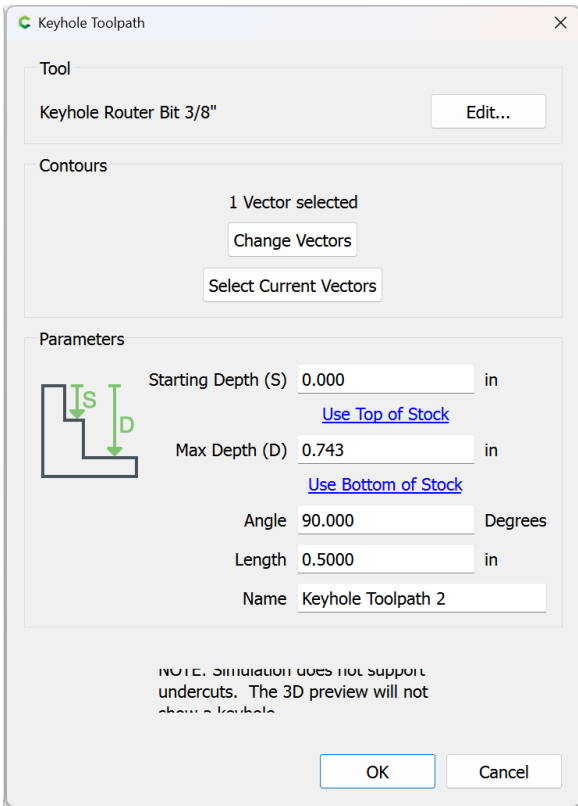 Keyhole Toolpath
Tool
Keyhole Router Bit 3/8"
Edit...
Contours
1 Vector selected
Change Vectors
Select Current Vectors
Parameters
S
D
Starting Depth (S) 0.000 in
Use Top of Stock
Max Depth (D) 0.743 in
Use Bottom of Stock
Angle 90.000 Degrees
Length 0.5000 in
Name Keyhole Toolpath 2
NOTE: Simulation does not support
undercuts. The 3D preview will not
show a keyhole
OK
Cancel